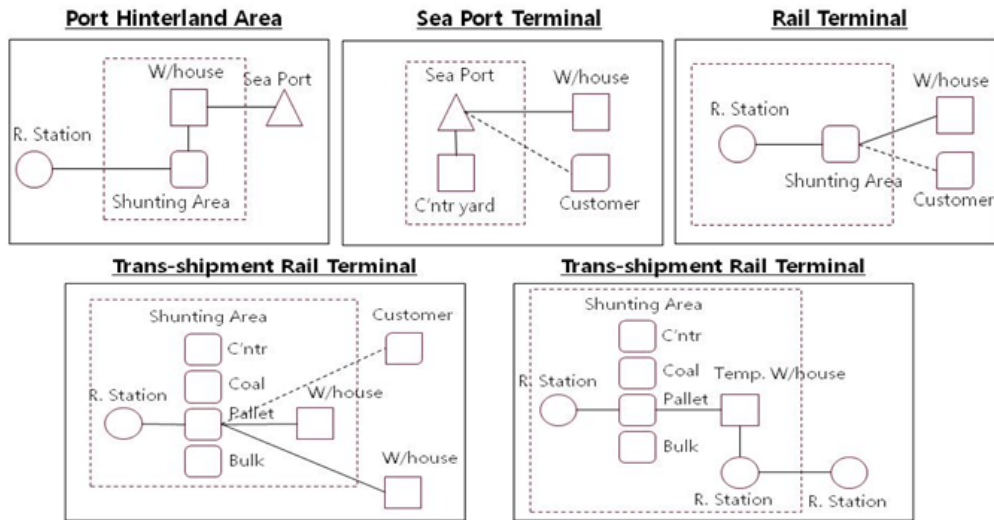 Port Hinterland Area
W/house
Sea Port
R. Station
Shunting Area
Sea Port Terminal
Sea Port
W/house
C'ntr yard
Customer
Rail Terminal
W/house
R. Station
Shunting Area
Customer
Trans-shipment Rail Terminal
Shunting Area
Customer
C'ntr
Coal
R. Station
Pallet
W/house
Bulk
W/house
Trans-shipment Rail Terminal
Shunting Area
C'ntr
R. Station
Coal
Temp. W/house
Pallet
Bulk
R. Station
R. Station